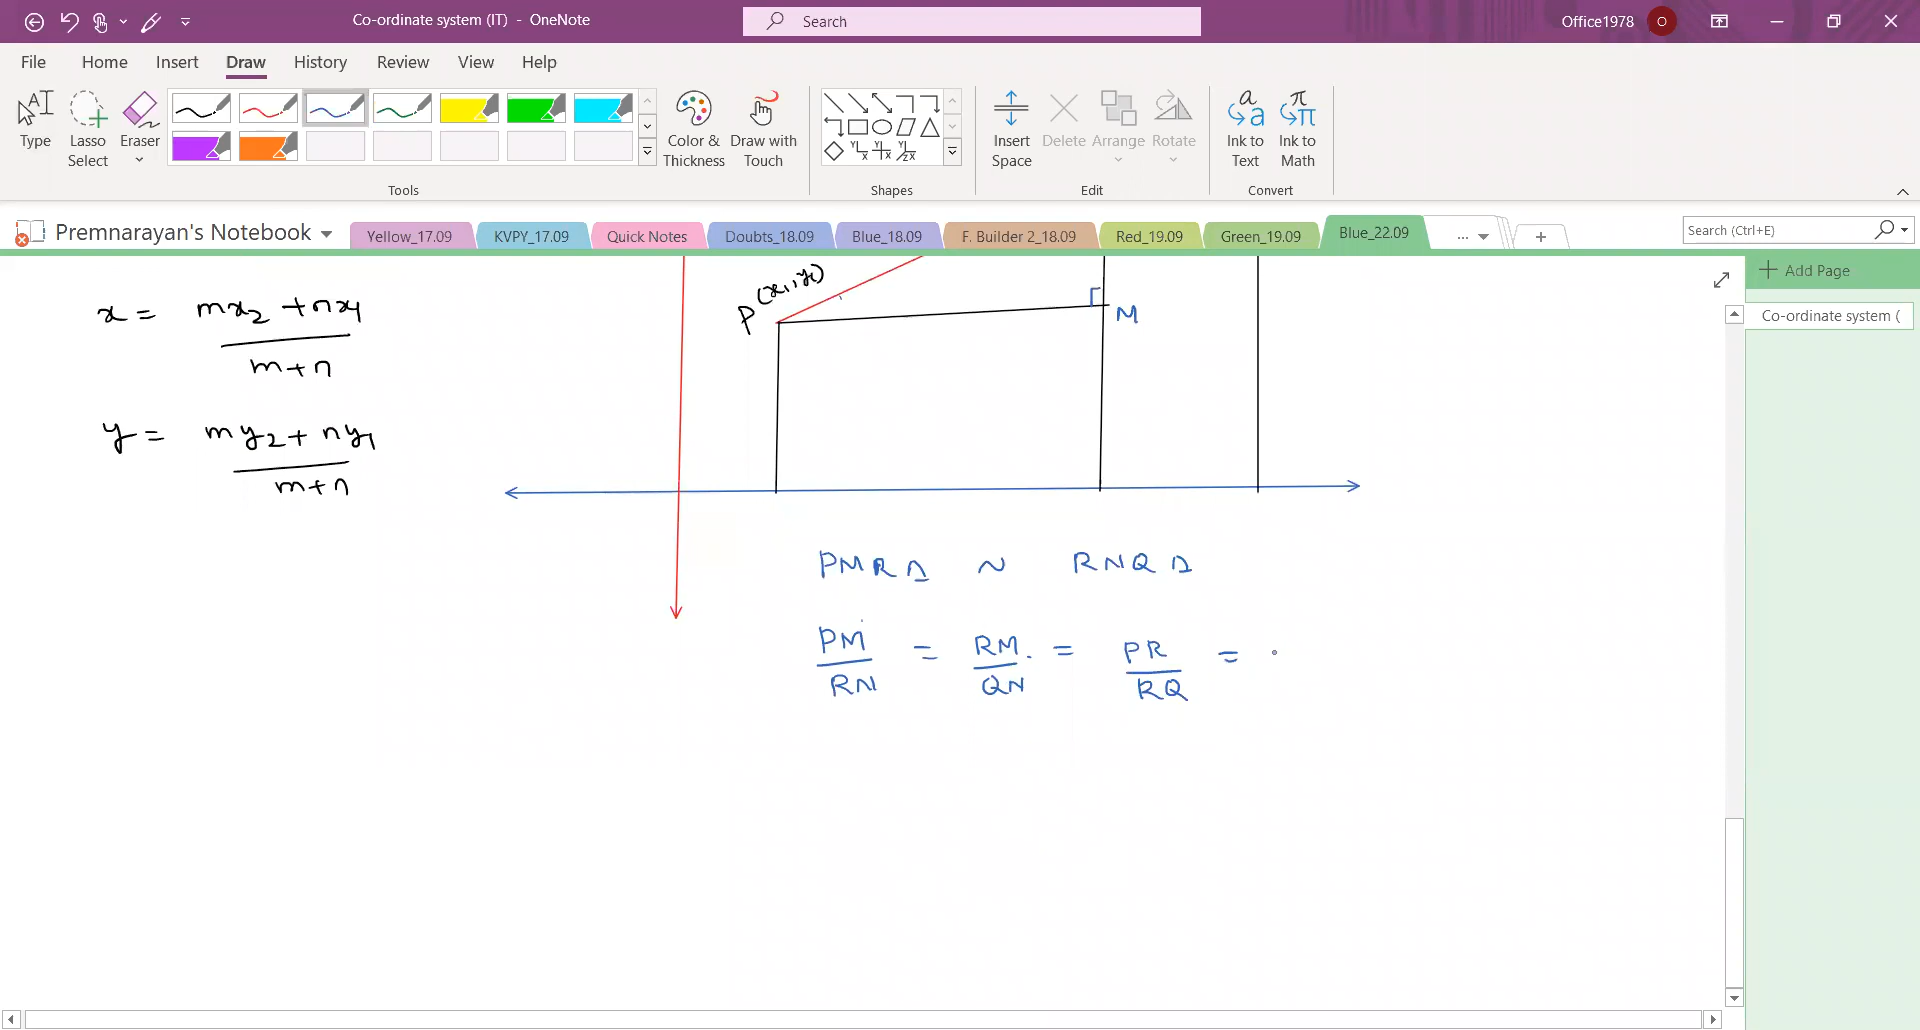 Co-ordinate system (IT) - OneNote
Search
Office1978
O
File Home Insert Draw History Review View Help
Type
Lasso Select
Eraser
Color & Thickness
Draw with Touch
Insert Space
Delete
Arrange
Rotate
Ink to Text
Ink to Math
Tools
Shapes
Edit
Convert
Premnarayan's Notebook
Yellow_17.09
KVPY_17.09
Quick Notes
Doubts_18.09
Blue_18.09
F. Builder 2_18.09
Red_19.09
Green_19.09
Blue_22.09
...
Search (Ctrl+E)
Add Page
Co-ordinate system (
x = mx2 + nx1
m+n
y = my2 + ny1
m+n
P (x1, y1)
M
PMR Δ ~ RNQ Δ
PM = RM = PR =
RN QN RQ